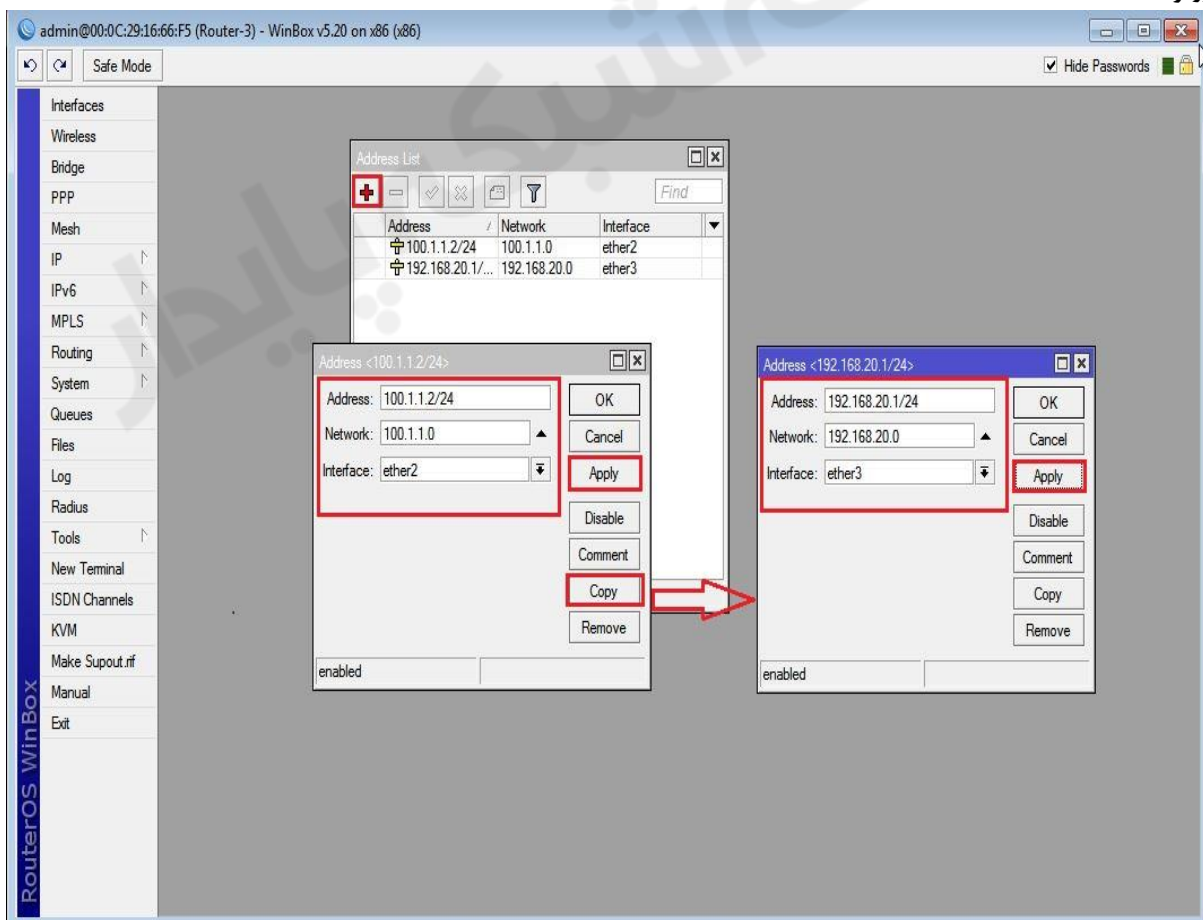 admin@00:0C:29:16:66:F5 (Router-3) - WinBox v5.20 on x86 (x86)
Safe Mode
Hide Passwords
Interfaces
Wireless
Bridge
PPP
Mesh
IP
IPv6
MPLS
Routing
System
Queues
Files
Log
Radius
Tools
New Terminal
ISDN Channels
KVM
Make Supout.rif
Manual
Exit
RouterOS WinBox
Address List
Find
Address Network Interface
100.1.1.2/24 100.1.1.0 ether2
192.168.20.1/... 192.168.20.0 ether3
Address <100.1.1.2/24>
Address: 100.1.1.2/24
Network: 100.1.1.0
Interface: ether2
OK
Cancel
Apply
Disable
Comment
Copy
Remove
enabled
Address <192.168.20.1/24>
Address: 192.168.20.1/24
Network: 192.168.20.0
Interface: ether3
OK
Cancel
Apply
Disable
Comment
Copy
Remove
enabled